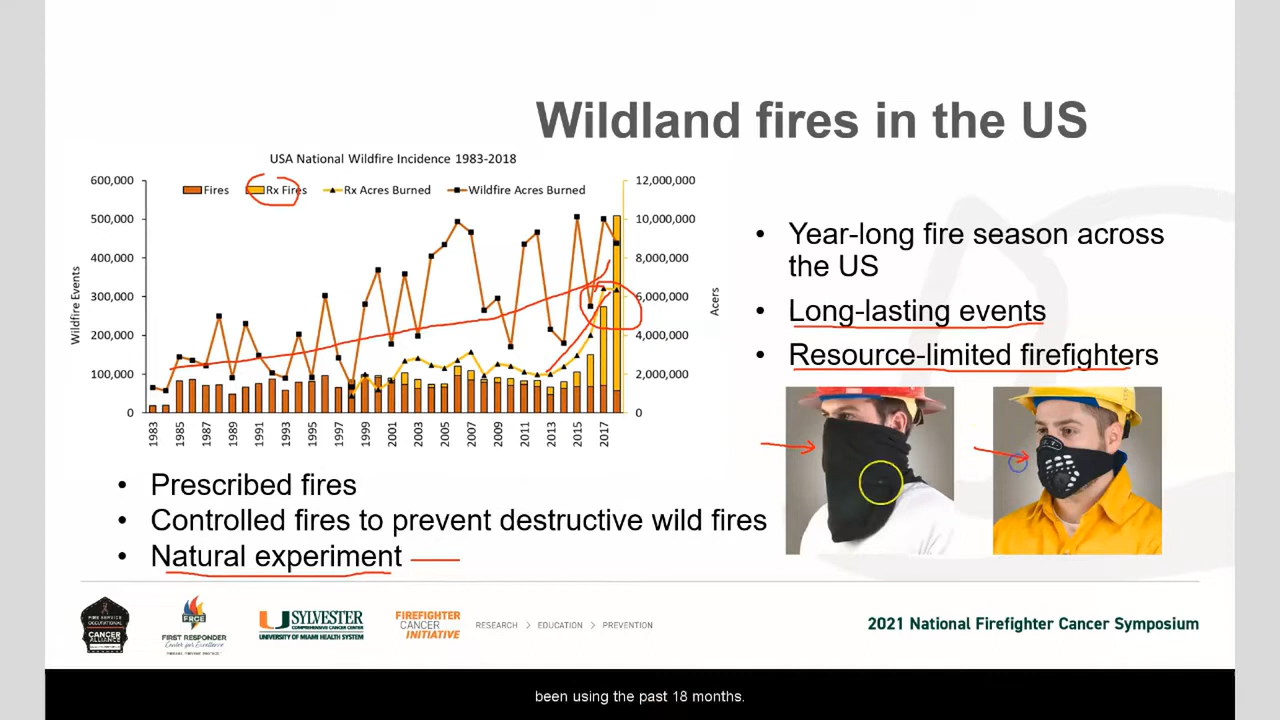 Wildland fires in the US
USA National Wildfire Incidence 1983-2018
Fires
Rx Fires
Rx Acres Burned
Wildfire Acres Burned
600,000
500,000
400,000
300,000
200,000
100,000
0
Wildfire Events
12,000,000
10,000,000
8,000,000
6,000,000
4,000,000
2,000,000
0
Acers
1983
1985
1987
1989
1991
1993
1995
1997
1999
2001
2003
2005
2007
2009
2011
2013
2015
2017
• Year-long fire season across
the US
• Long-lasting events
• Resource-limited firefighters
• Prescribed fires
• Controlled fires to prevent destructive wild fires
• Natural experiment
FIRE SERVICE
OCCUPATIONAL
CANCER
ALLIANCE
FRCE
FIRST RESPONDER
Center for Excellence
SYLVESTER
COMPREHENSIVE CANCER CENTER
UNIVERSITY OF MIAMI HEALTH SYSTEM
FIREFIGHTER
CANCER
INITIATIVE
RESEARCH > EDUCATION > PREVENTION
2021 National Firefighter Cancer Symposium
been using the past 18 months.